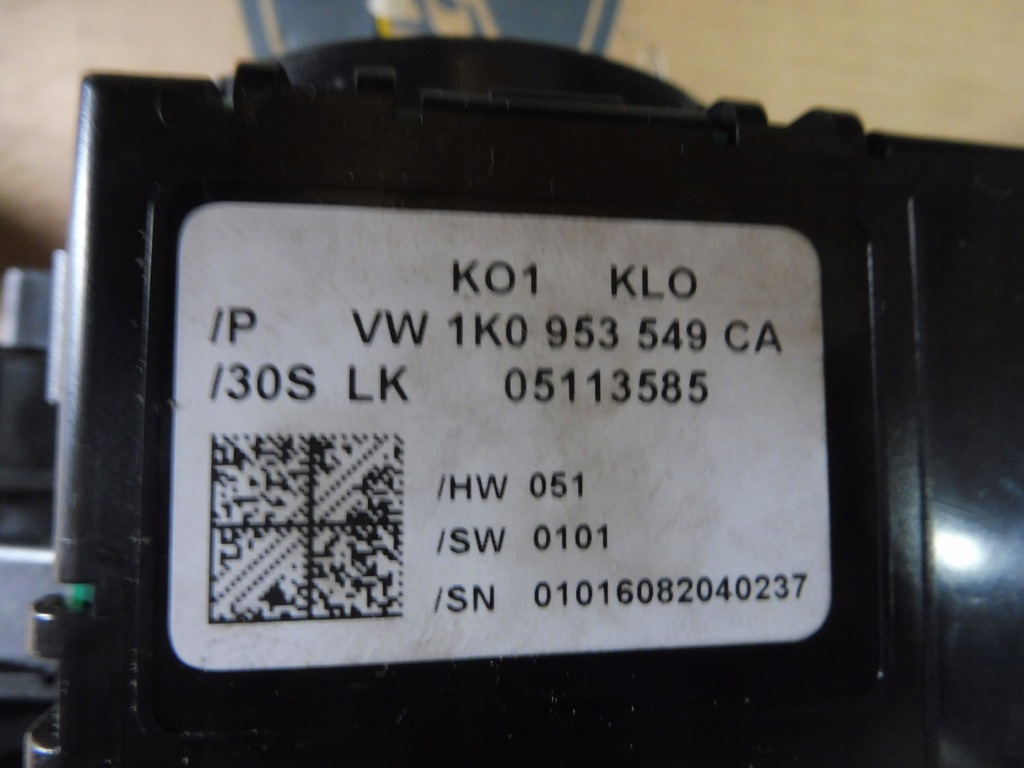 KO1 KLO
/P VW 1K0 953 549 CA
/30S LK 05113585
/HW 051
/SW 0101
/SN 01016082040237